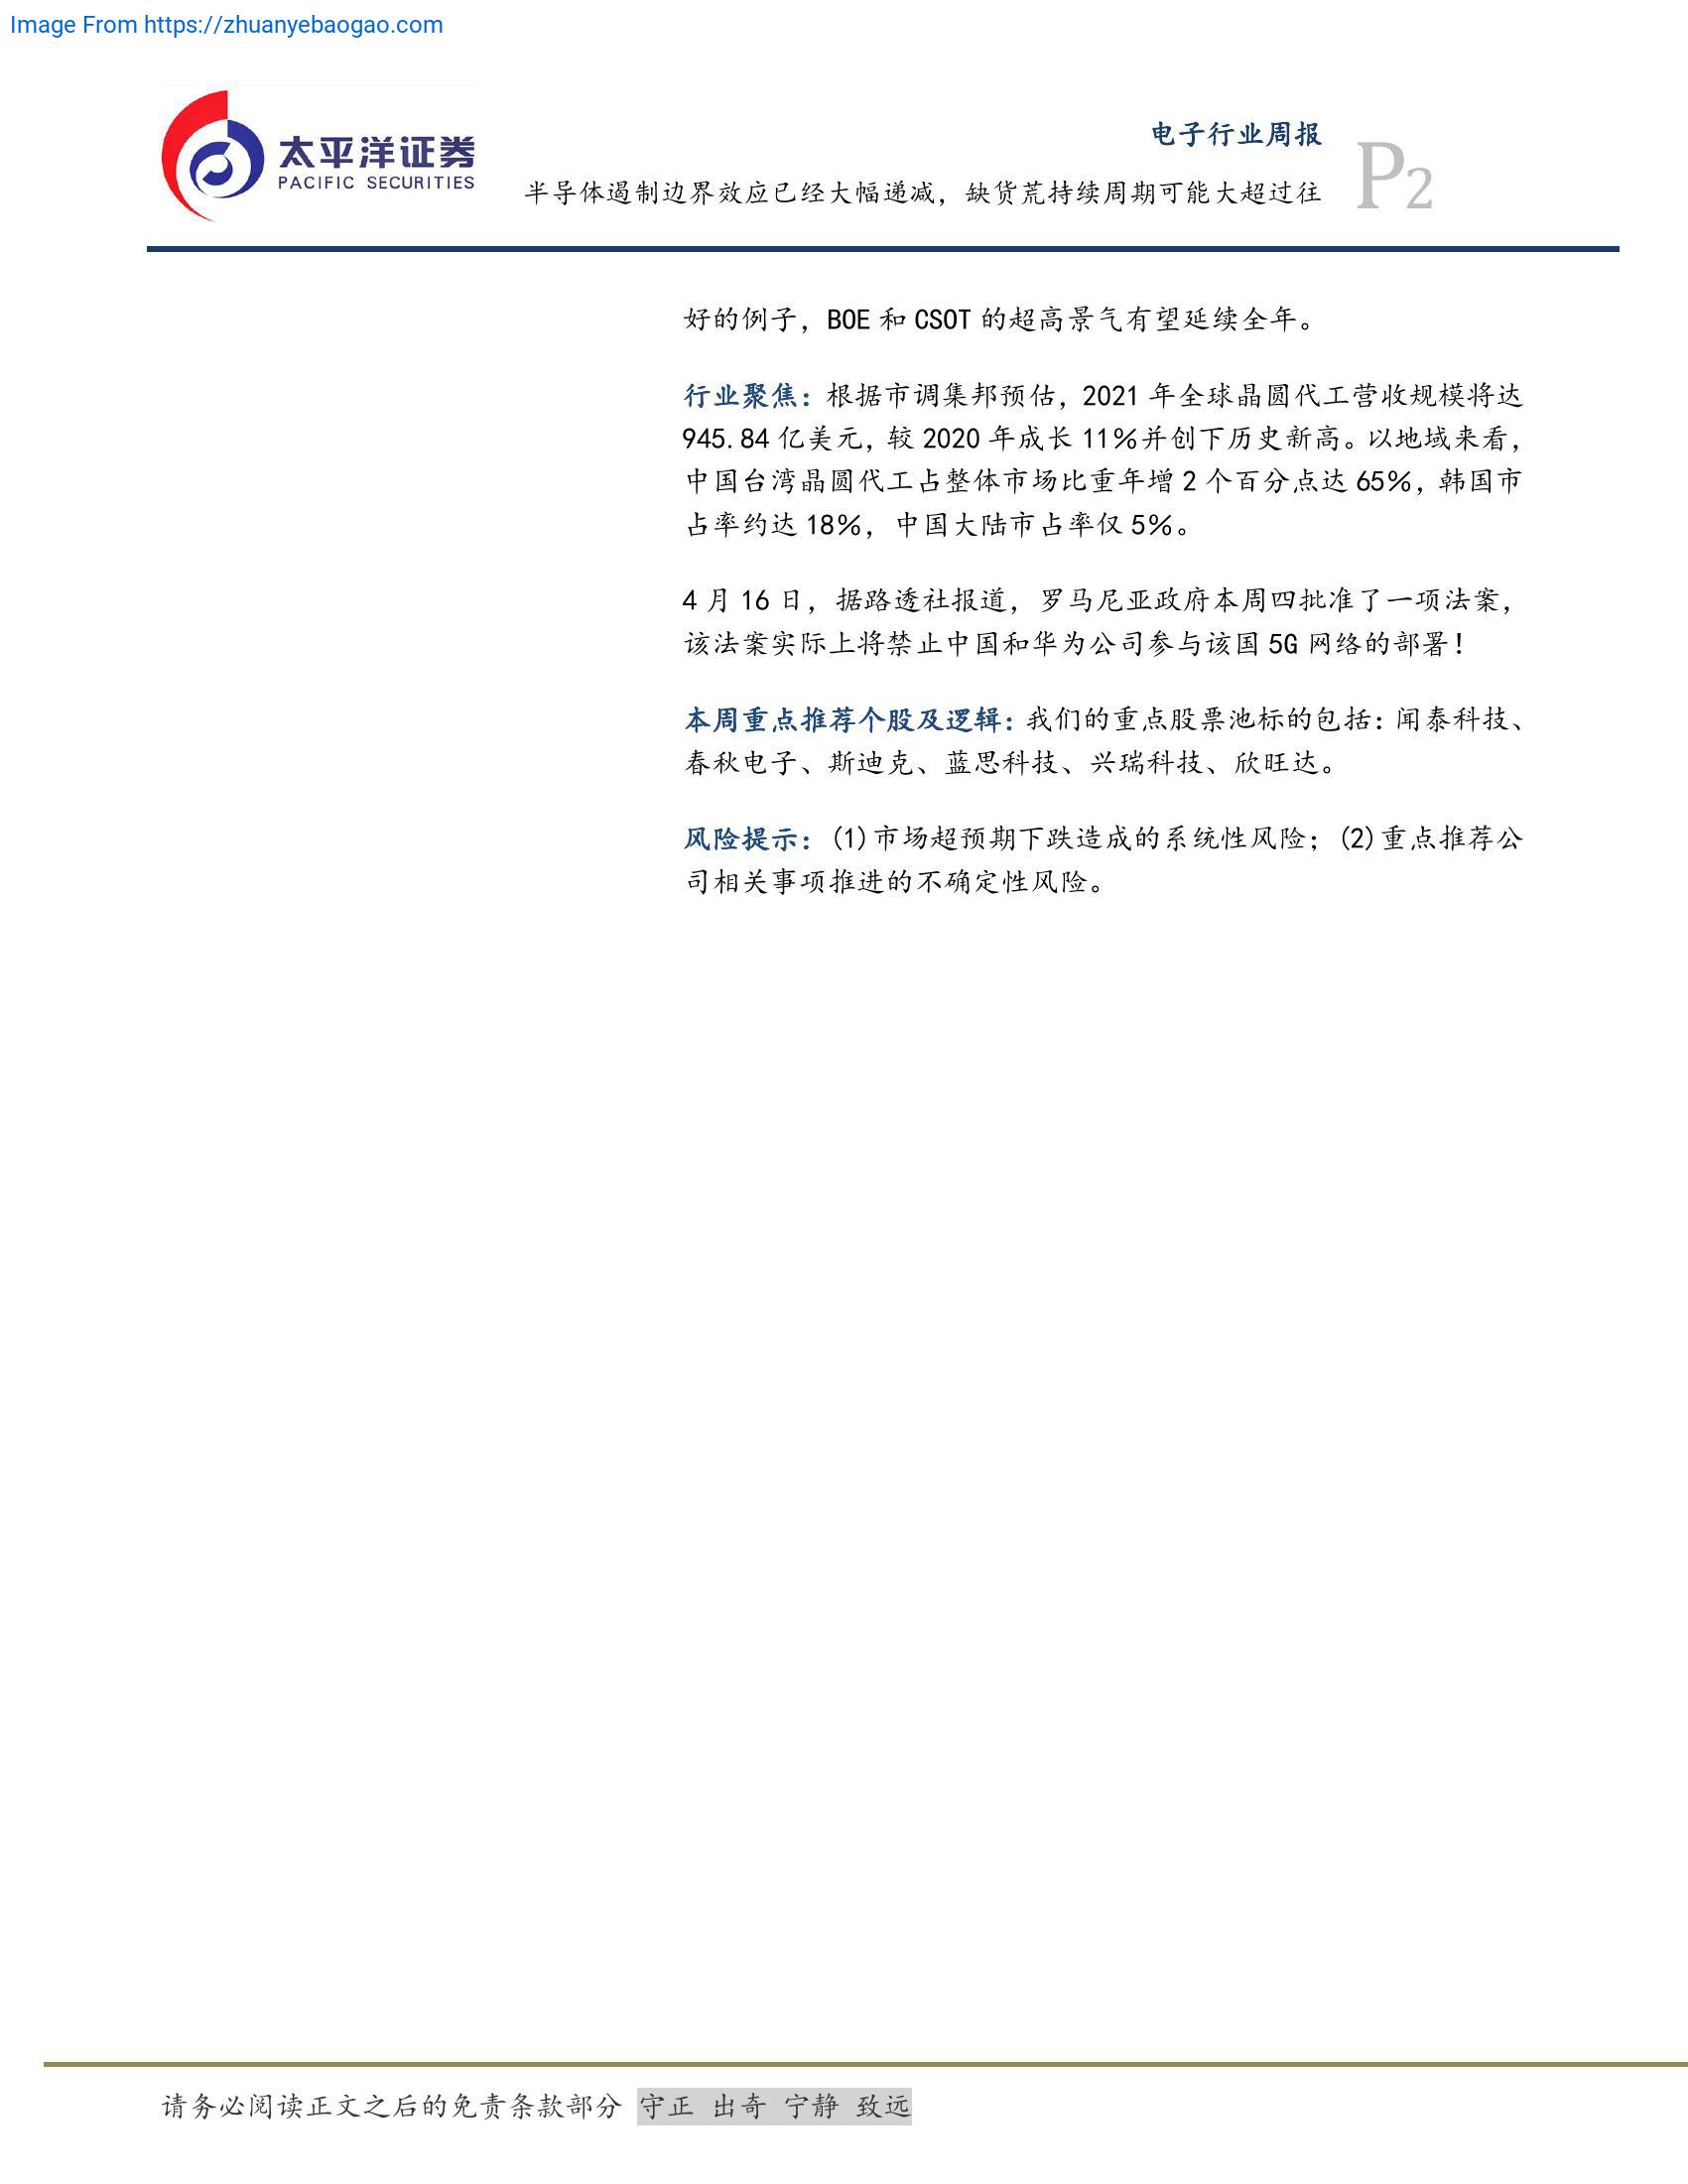 Image From https://zhuanyebaogao.com
太平洋证券
PACIFIC SECURITIES
电子行业周报
半导体遏制边界效应已经大幅递减，缺货荒持续周期可能大超过往
P2
好的例子，BOE 和 CSOT 的超高景气有望延续全年。
行业聚焦：根据市调集邦预估，2021 年全球晶圆代工营收规模将达
945.84 亿美元，较 2020 年成长 11%并创下历史新高。以地域来看，
中国台湾晶圆代工占整体市场比重年增 2 个百分点达 65%，韩国市
占率约达 18%，中国大陆市占率仅 5%。
4 月 16 日，据路透社报道，罗马尼亚政府本周四批准了一项法案，
该法案实际上将禁止中国和华为公司参与该国 5G 网络的部署！
本周重点推荐个股及逻辑：我们的重点股票池标的包括：闻泰科技、
春秋电子、斯迪克、蓝思科技、兴瑞科技、欣旺达。
风险提示：(1)市场超预期下跌造成的系统性风险；(2)重点推荐公
司相关事项推进的不确定性风险。
请务必阅读正文之后的免责条款部分 守正 出奇 宁静 致远